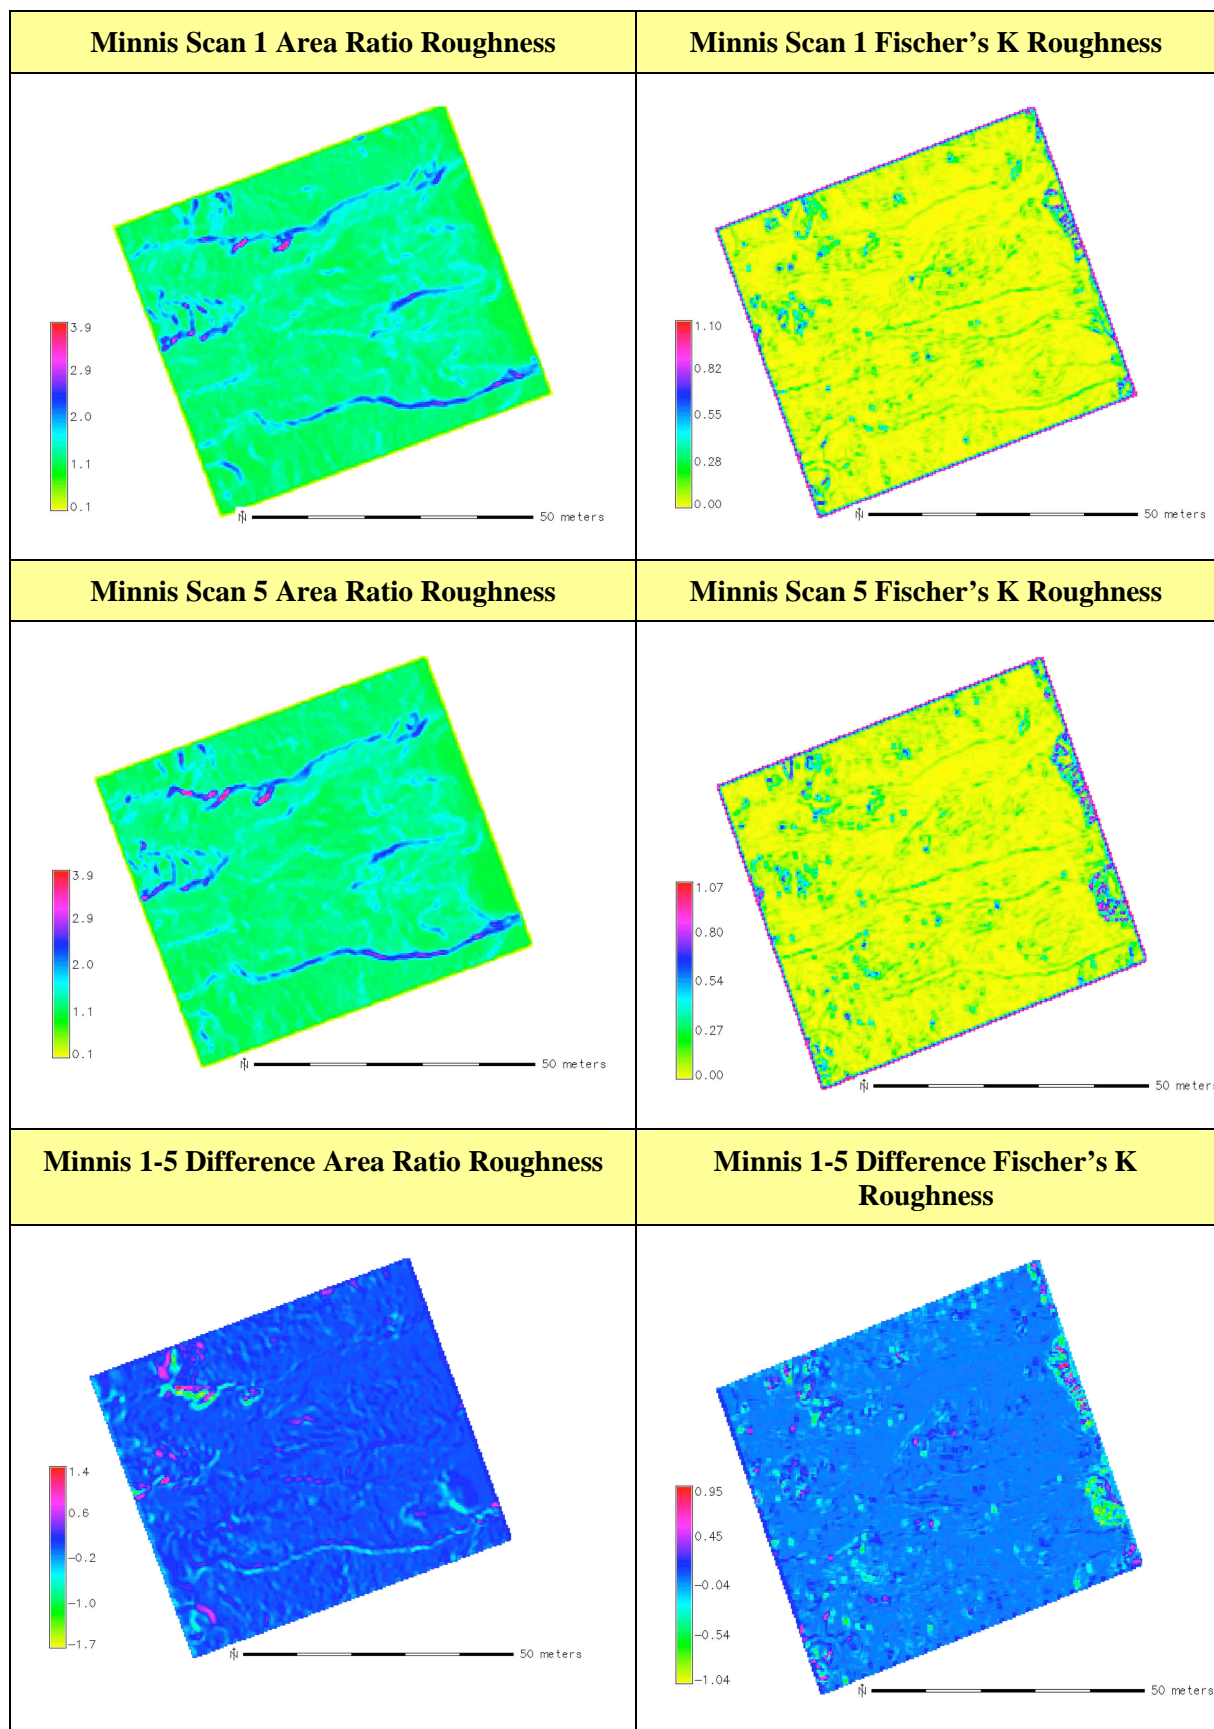 Minnis Scan 1 Area Ratio Roughness
Minnis Scan 1 Fischer's K Roughness
3.9
2.9
2.0
1.1
0.1
N
50 meters
1.10
0.82
0.55
0.28
0.00
N
50 meters
Minnis Scan 5 Area Ratio Roughness
Minnis Scan 5 Fischer's K Roughness
3.9
2.9
2.0
1.1
0.1
N
50 meters
1.07
0.80
0.54
0.27
0.00
N
50 meters
Minnis 1-5 Difference Area Ratio Roughness
Minnis 1-5 Difference Fischer's K
Roughness
1.4
0.6
-0.2
-1.0
-1.7
N
50 meters
0.95
0.45
-0.04
-0.54
-1.04
N
50 meters